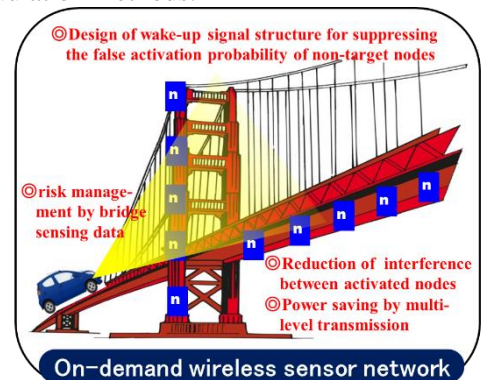 ◎Design of wake-up signal structure for suppressing
the false activation probability of non-target nodes
n
n
n
n
n
n
n
n
n
n
◎risk manage-
ment by bridge
sensing data
◎Reduction of interference
between activated nodes
◎Power saving by multi-
level transmission
On-demand wireless sensor network